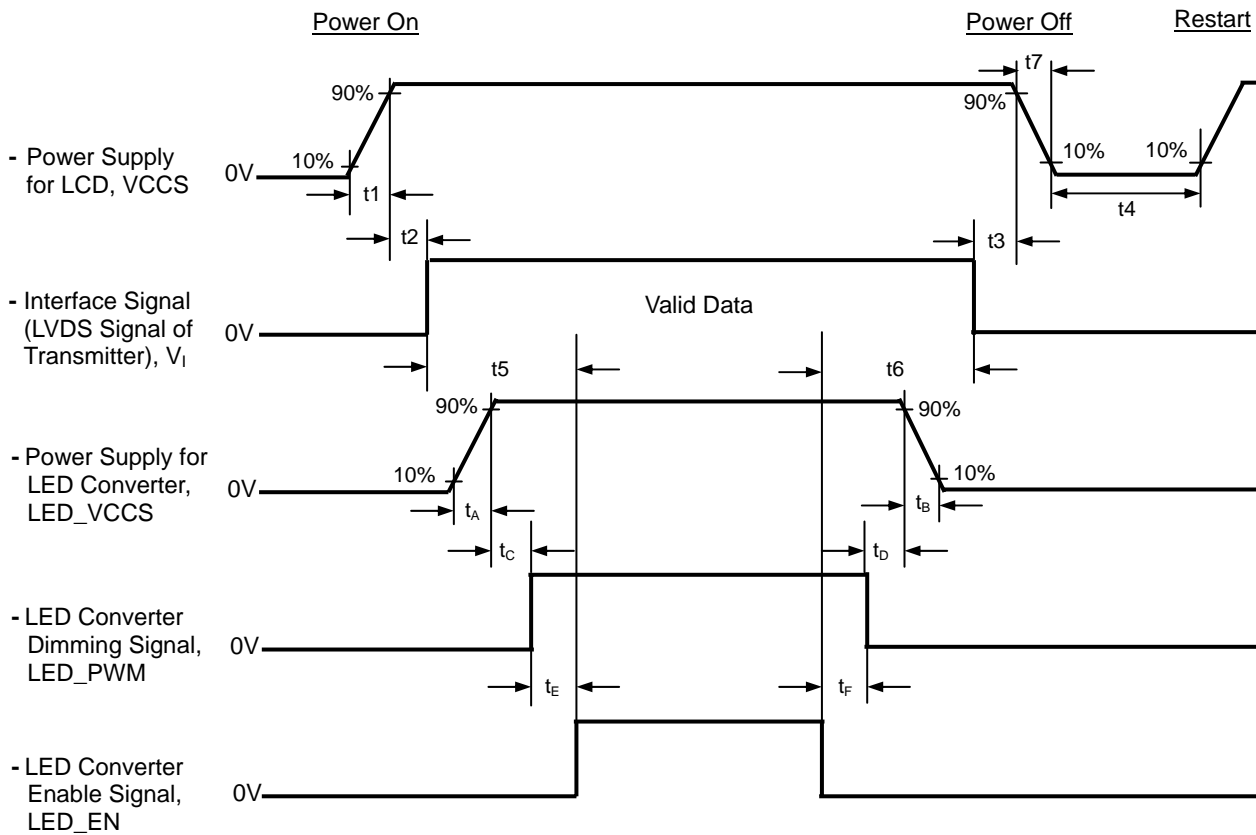 Power On
Power Off
Restart
t7
90%
90%
- Power Supply
for LCD, VCCS
0V
10%
10%
10%
t1
t4
t2
t3
- Interface Signal
(LVDS Signal of
Transmitter), VI
0V
Valid Data
t5
t6
90%
90%
- Power Supply for
LED Converter,
LED_VCCS
0V
10%
10%
tA
tB
tC
tD
- LED Converter
Dimming Signal,
LED_PWM
0V
tE
tF
- LED Converter
Enable Signal,
LED_EN
0V